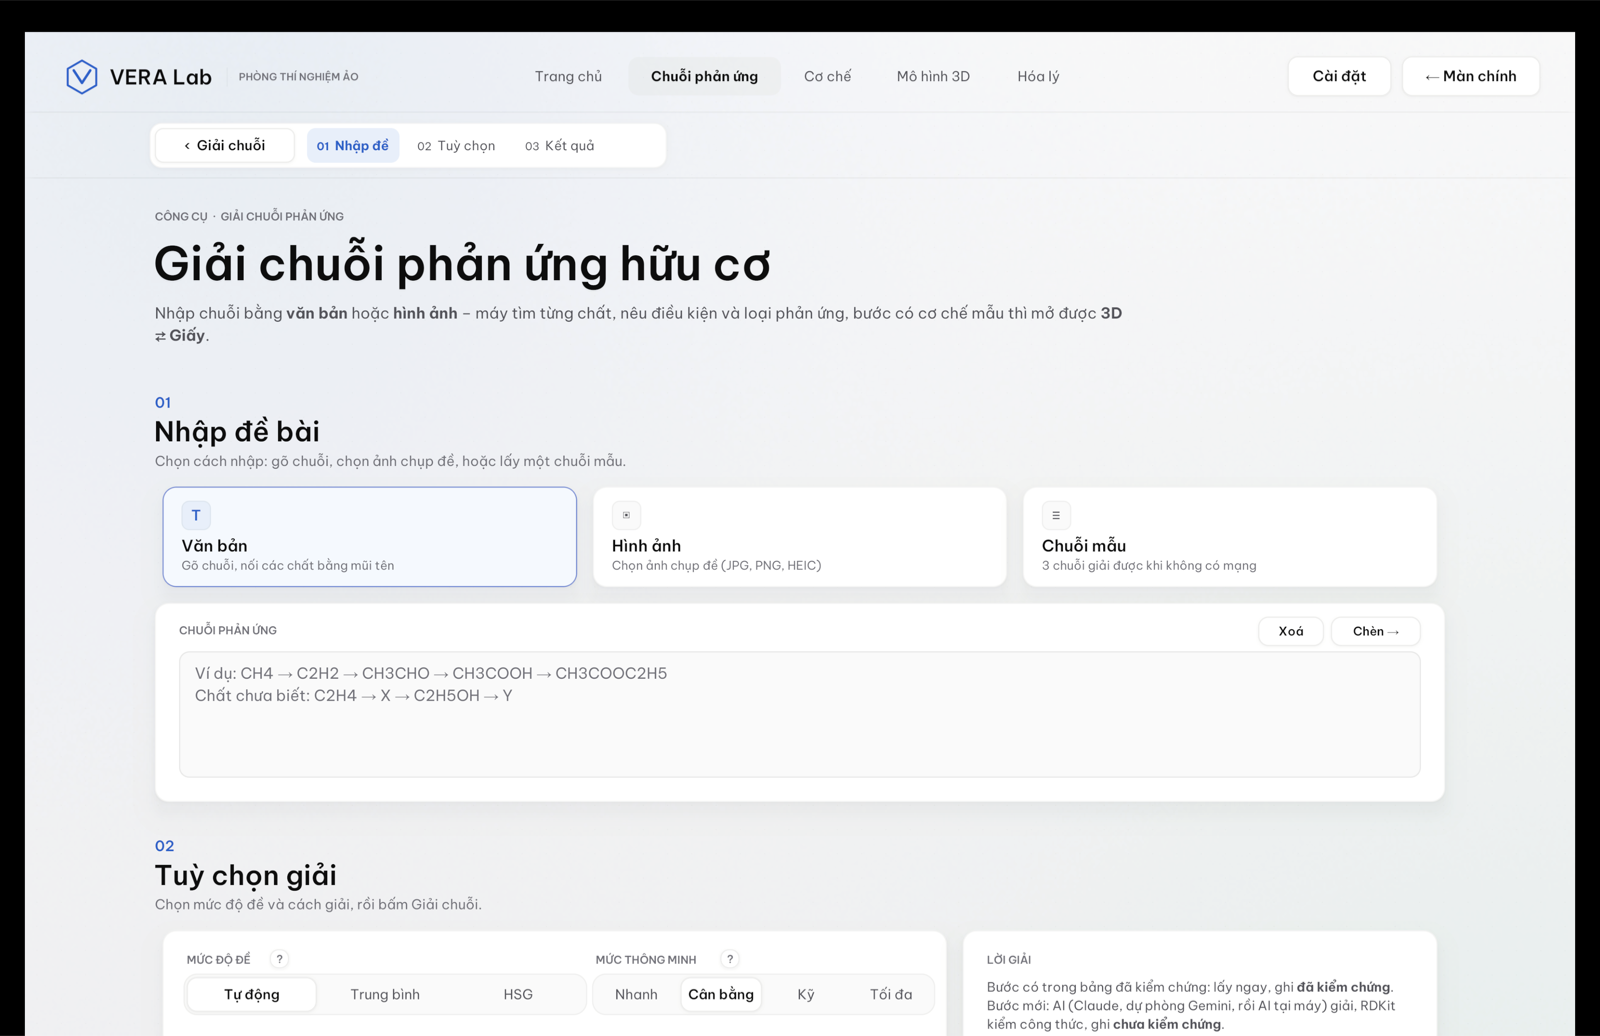 VERA Lab
PHÒNG THÍ NGHIỆM ẢO
Trang chủ
Chuỗi phản ứng
Cơ chế
Mô hình 3D
Hóa lý
Cài đặt
← Màn chính
‹ Giải chuỗi
01 Nhập đề
02 Tuỳ chọn
03 Kết quả
CÔNG CỤ · GIẢI CHUỖI PHẢN ỨNG
Giải chuỗi phản ứng hữu cơ
Nhập chuỗi bằng văn bản hoặc hình ảnh – máy tìm từng chất, nêu điều kiện và loại phản ứng, bước có cơ chế mẫu thì mở được 3D
⇄ Giấy.
01
Nhập đề bài
Chọn cách nhập: gõ chuỗi, chọn ảnh chụp đề, hoặc lấy một chuỗi mẫu.
T
Văn bản
Gõ chuỗi, nối các chất bằng mũi tên
Hình ảnh
Chọn ảnh chụp đề (JPG, PNG, HEIC)
Chuỗi mẫu
3 chuỗi giải được khi không có mạng
CHUỖI PHẢN ỨNG
Xoá
Chèn →
Ví dụ: CH4 → C2H2 → CH3CHO → CH3COOH → CH3COOC2H5
Chất chưa biết: C2H4 → X → C2H5OH → Y
02
Tuỳ chọn giải
Chọn mức độ đề và cách giải, rồi bấm Giải chuỗi.
MỨC ĐỘ ĐỀ ?
Tự động
Trung bình
HSG
MỨC THÔNG MINH ?
Nhanh
Cân bằng
Kỹ
Tối đa
LỜI GIẢI
Bước có trong bảng đã kiểm chứng: lấy ngay, ghi đã kiểm chứng.
Bước mới: AI (Claude, dự phòng Gemini, rồi AI tại máy) giải, RDKit
kiểm công thức, ghi chưa kiểm chứng.